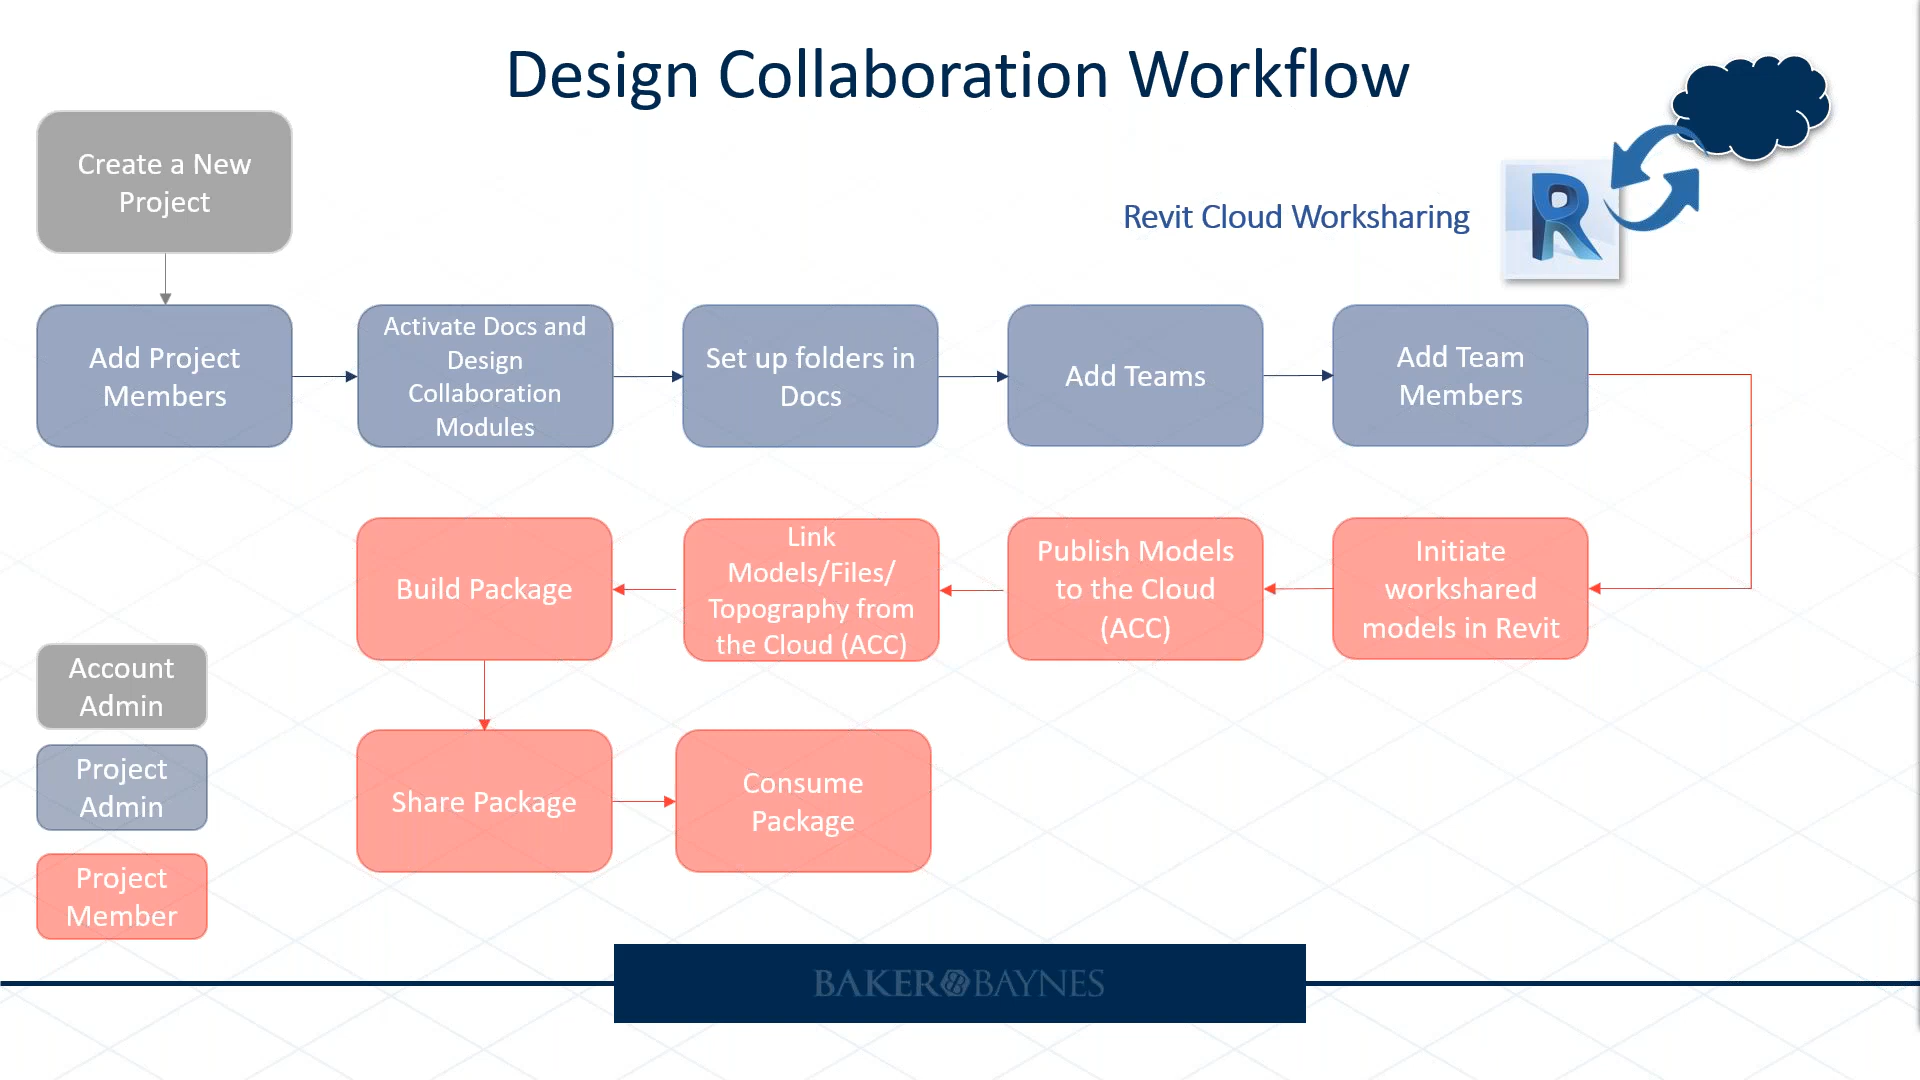 Design Collaboration Workflow
Create a New
Project
Revit Cloud Worksharing
Add Project
Members
Activate Docs and
Design
Collaboration
Modules
Set up folders in
Docs
Add Teams
Add Team
Members
Build Package
Link
Models/Files/
Topography from
the Cloud (ACC)
Publish Models
to the Cloud
(ACC)
Initiate
workshared
models in Revit
Account
Admin
Project
Admin
Project
Member
Share Package
Consume
Package
BAKER BAYNES